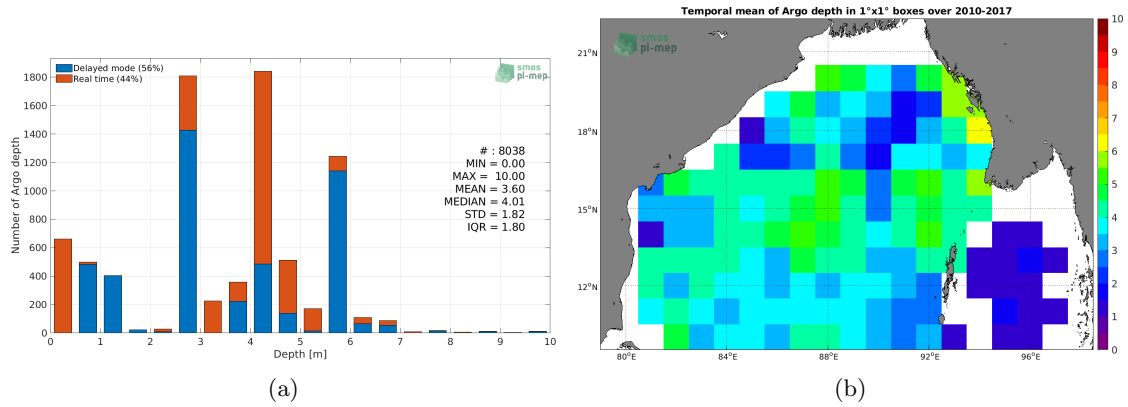 Temporal mean of Argo depth in 1°x1° boxes over 2010-2017
Delayed mode (56%)
Real time (44%)
smos
pi-mep
# : 8038
MIN = 0.00
MAX = 10.00
MEAN = 3.60
MEDIAN = 4.01
STD = 1.82
IQR = 1.80
Number of Argo depth
1800
1600
1400
1200
1000
800
600
400
200
0
0 1 2 3 4 5 6 7 8 9 10
Depth [m]
(a)
smos
pi-mep
21°N
18°N
15°N
12°N
80°E 84°E 88°E 92°E 96°E
10
9
8
7
6
5
4
3
2
1
0
(b)